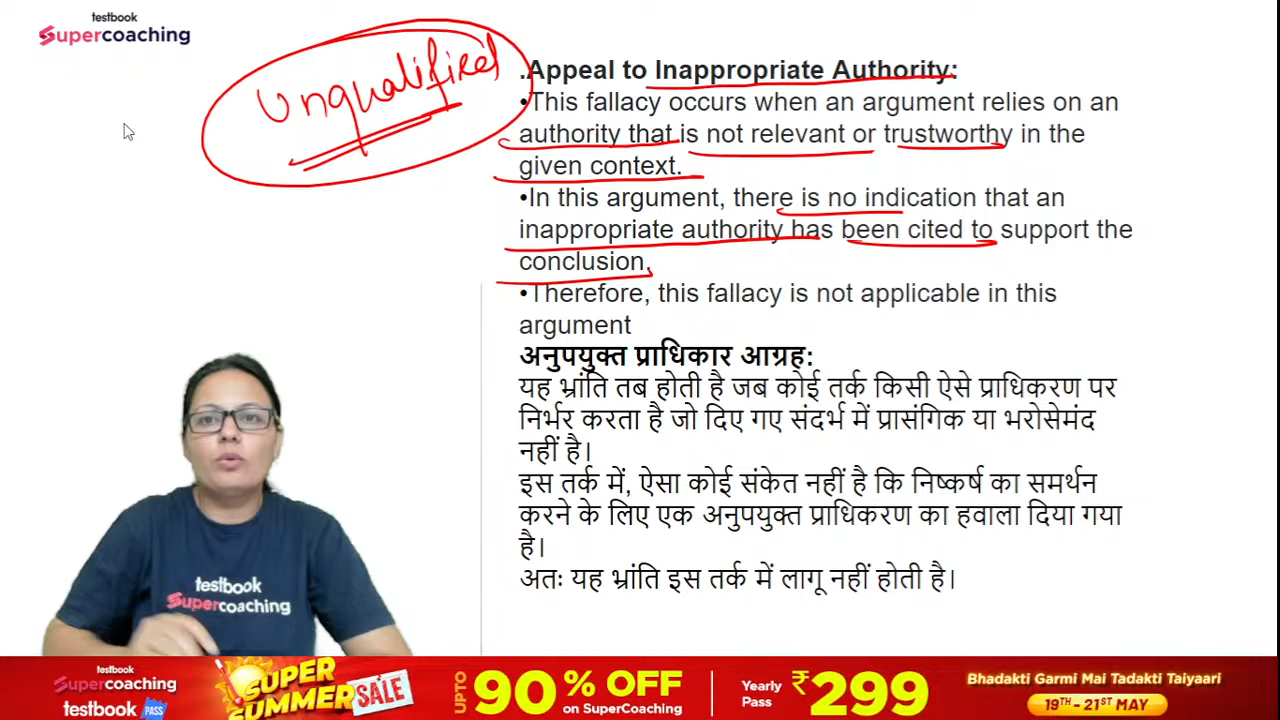 testbook
Supercoaching
Unqualified
.Appeal to Inappropriate Authority:
•This fallacy occurs when an argument relies on an
authority that is not relevant or trustworthy in the
given context.
•In this argument, there is no indication that an
inappropriate authority has been cited to support the
conclusion.
•Therefore, this fallacy is not applicable in this
argument
अनुपयुक्त प्राधिकार आग्रह:
यह भ्रांति तब होती है जब कोई तर्क किसी ऐसे प्राधिकरण पर
निर्भर करता है जो दिए गए संदर्भ में प्रासंगिक या भरोसेमंद
नहीं है।
इस तर्क में, ऐसा कोई संकेत नहीं है कि निष्कर्ष का समर्थन
करने के लिए एक अनुपयुक्त प्राधिकरण का हवाला दिया गया
है।
अतः यह भ्रांति इस तर्क में लागू नहीं होती है।
testbook
Supercoaching
testbook
Supercoaching
testbook PASS
SUPER
SUMMER SALE
UPTO 90% OFF
on SuperCoaching
Yearly
Pass
₹299
Bhadakti Garmi Mai Tadakti Taiyaari
19TH - 21ST MAY